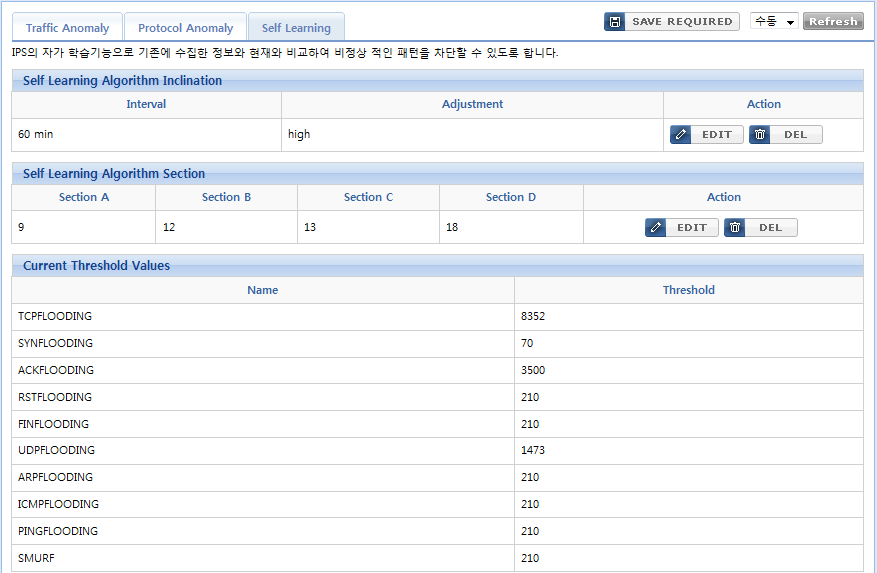 Traffic Anomaly Protocol Anomaly Self Learning SAVE REQUIRED 수동 Refresh
IPS의 자가 학습기능으로 기존에 수집한 정보와 현재와 비교하여 비정상 적인 패턴을 차단할 수 있도록 합니다.
Self Learning Algorithm Inclination
Interval Adjustment Action
60 min high EDIT DEL
Self Learning Algorithm Section
Section A Section B Section C Section D Action
9 12 13 18 EDIT DEL
Current Threshold Values
Name Threshold
TCPFLOODING 8352
SYNFLOODING 70
ACKFLOODING 3500
RSTFLOODING 210
FINFLOODING 210
UDPFLOODING 1473
ARPFLOODING 210
ICMPFLOODING 210
PINGFLOODING 210
SMURF 210